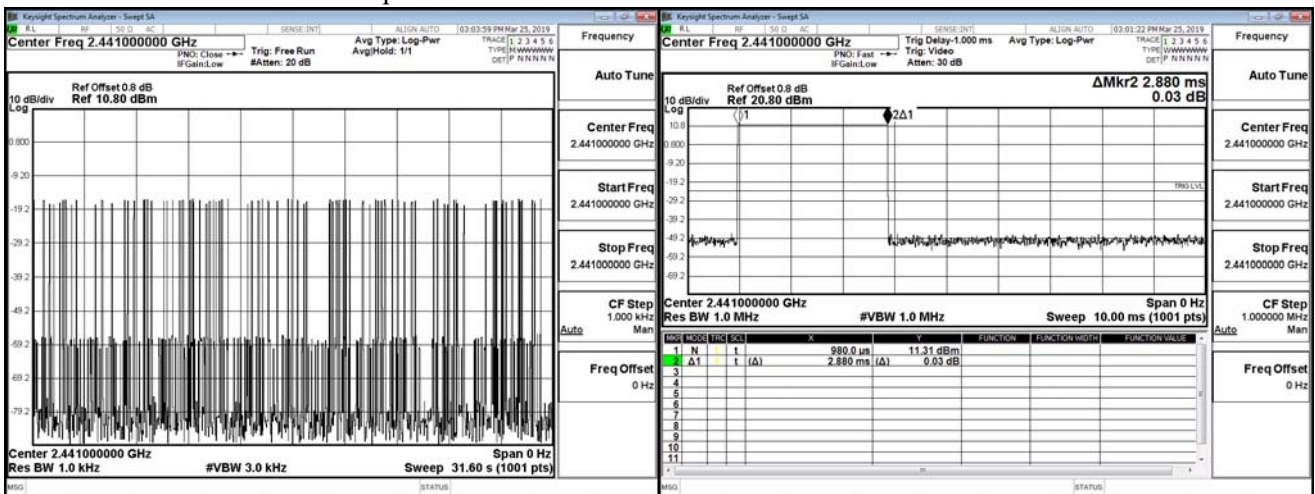 Keysight Spectrum Analyzer - Swept SA
RL RF 50 Ω AC SENSE:INT ALIGN AUTO 03:03:59 PM Mar 25, 2019
Center Freq 2.441000000 GHz
PNO: Close
IFGain:Low
Trig: Free Run
#Atten: 20 dB
Avg Type: Log-Pwr
Avg|Hold: 1/1
TRACE 1 2 3 4 5 6
TYPE MWWWWW
DET P NNNNN
Ref Offset 0.8 dB
10 dB/div Ref 10.80 dBm
Log
0.800
-9.20
-19.2
-29.2
-39.2
-49.2
-59.2
-69.2
-79.2
Center 2.441000000 GHz Span 0 Hz
Res BW 1.0 kHz #VBW 3.0 kHz Sweep 31.60 s (1001 pts)
MSG STATUS
Frequency
Auto Tune
Center Freq
2.441000000 GHz
Start Freq
2.441000000 GHz
Stop Freq
2.441000000 GHz
CF Step
1.000 kHz
Auto Man
Freq Offset
0 Hz
Keysight Spectrum Analyzer - Swept SA
RL RF 50 Ω AC SENSE:INT ALIGN AUTO 03:01:22 PM Mar 25, 2019
Center Freq 2.441000000 GHz
PNO: Fast
IFGain:Low
Trig Delay-1.000 ms
Trig: Video
Atten: 30 dB
Avg Type: Log-Pwr
TRACE 1 2 3 4 5 6
TYPE WWWWWW
DET P NNNNN
ΔMkr2 2.880 ms
0.03 dB
Ref Offset 0.8 dB
10 dB/div Ref 20.80 dBm
Log
1
2Δ1
10.8
0.800
-9.20
-19.2
TRIG LVL
-29.2
-39.2
-49.2
-59.2
-69.2
Center 2.441000000 GHz Span 0 Hz
Res BW 1.0 MHz #VBW 1.0 MHz Sweep 10.00 ms (1001 pts)
MKR MODE TRC SCL X Y FUNCTION FUNCTION WIDTH FUNCTION VALUE
1 N t 980.0 µs 11.31 dBm
2 Δ1 t (Δ) 2.880 ms (Δ) 0.03 dB
3
4
5
6
7
8
9
10
11
MSG STATUS
Frequency
Auto Tune
Center Freq
2.441000000 GHz
Start Freq
2.441000000 GHz
Stop Freq
2.441000000 GHz
CF Step
1.000000 MHz
Auto Man
Freq Offset
0 Hz